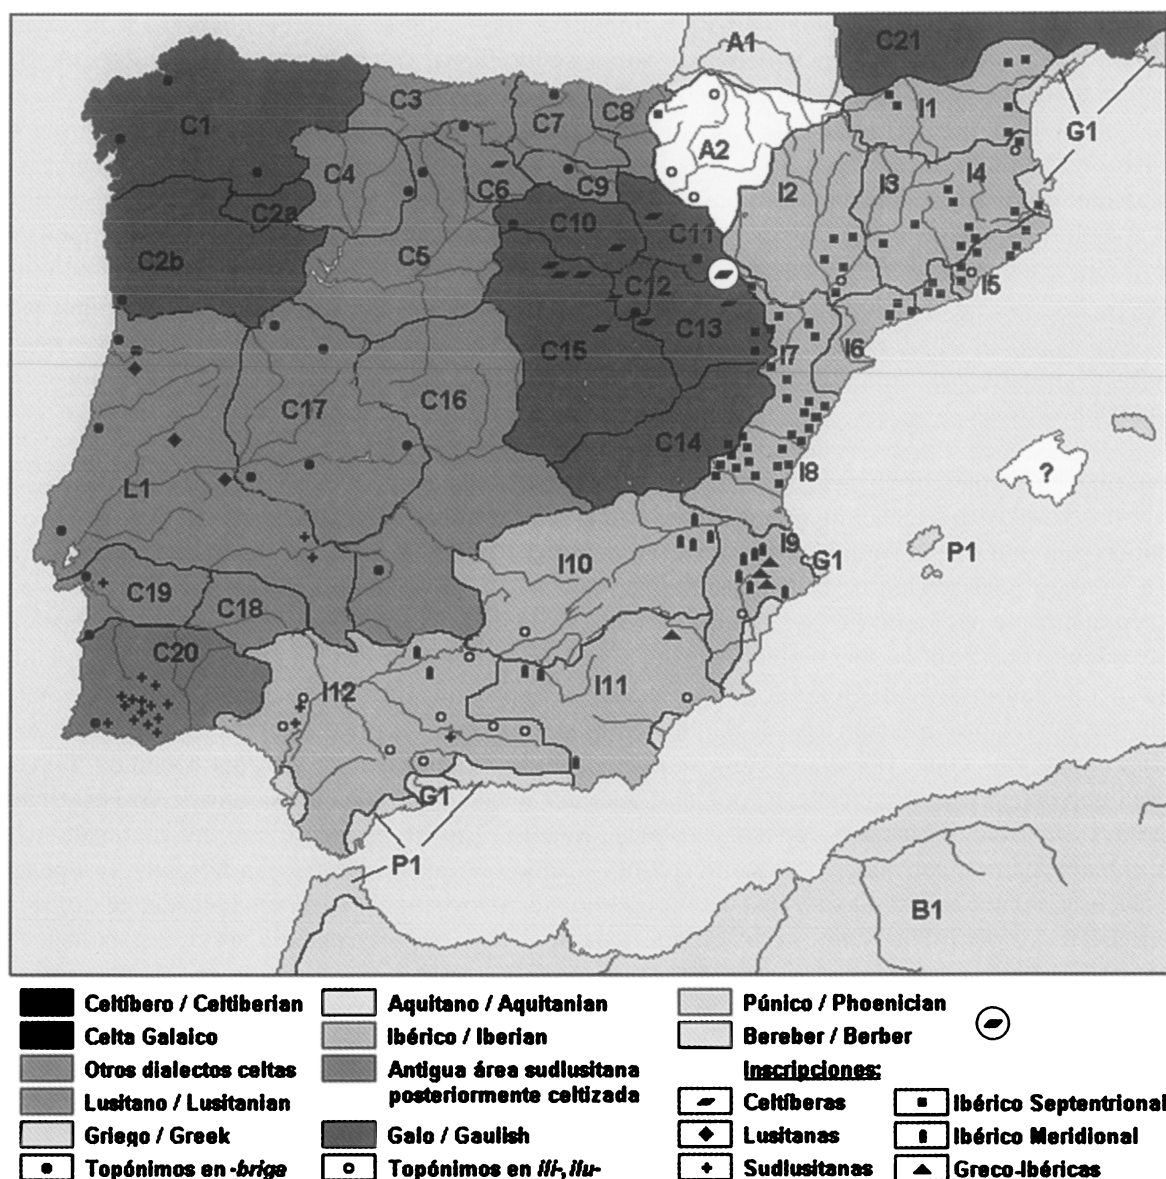 A1
C21
C3
C7
C8
I1
C1
G1
A2
C4
I2
I3
I4
C6
C9
C2a
C10
C11
C5
C2b
C12
I5
C13
C15
I7
I6
C16
C17
C14
I8
?
L1
I9
I10
G1
P1
C19
C18
C20
I12
I11
G1
P1
B1
Celtíbero / Celtiberian
Aquitano / Aquitanian
Púnico / Phoenician
Celta Galaico
Ibérico / Iberian
Bereber / Berber
Otros dialectos celtas
Antigua área sudlusitana
posteriormente celtizada
Inscripciones:
Lusitano / Lusitanian
Celtíberas
Ibérico Septentrional
Griego / Greek
Galo / Gaulish
Lusitanas
Ibérico Meridional
Topónimos en -brige
Topónimos en ili-, ilu-
Sudlusitanas
Greco-Ibéricas